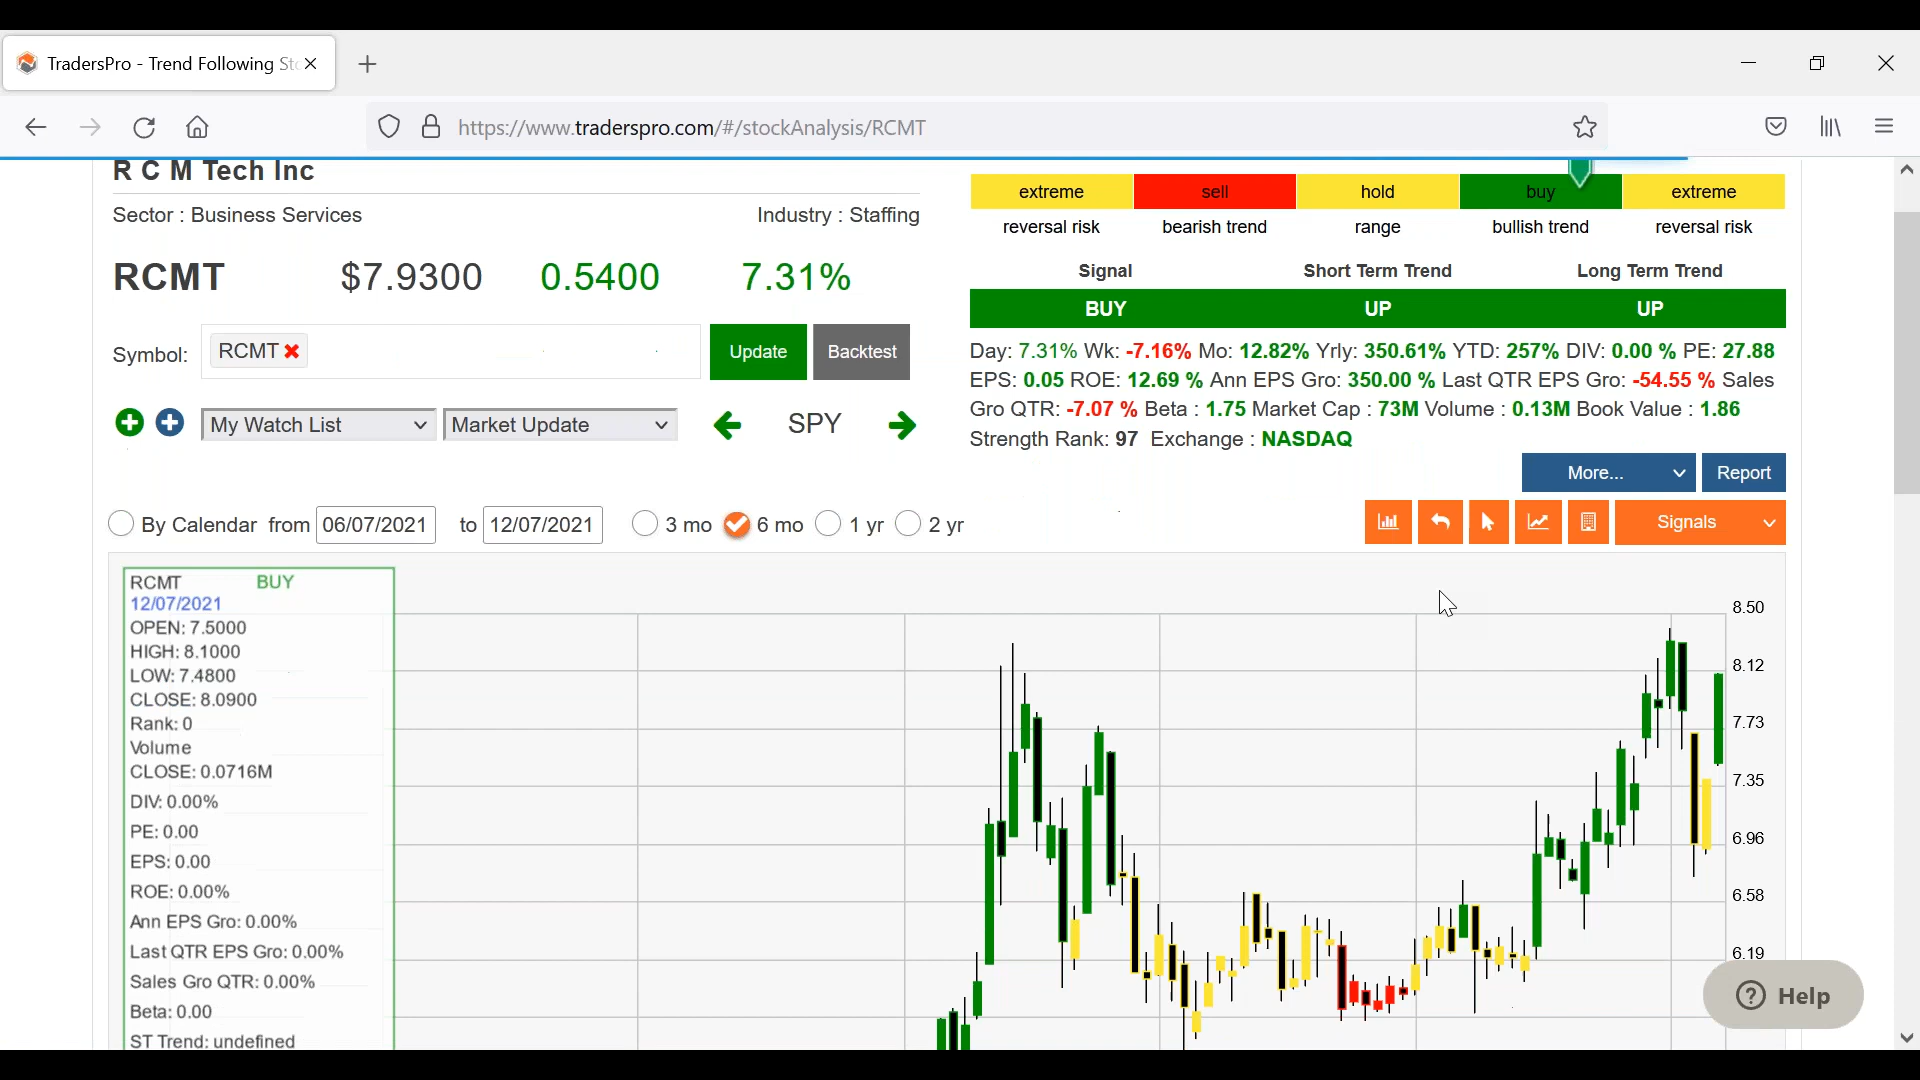 TradersPro - Trend Following Sto
https://www.traderspro.com/#/stockAnalysis/RCMT
R C M Tech Inc
Sector : Business Services
Industry : Staffing
RCMT $7.9300 0.5400 7.31%
Symbol: RCMT Update Backtest
My Watch List Market Update SPY
extreme sell hold buy extreme
reversal risk bearish trend range bullish trend reversal risk
Signal Short Term Trend Long Term Trend
BUY UP UP
Day: 7.31% Wk: -7.16% Mo: 12.82% Yrly: 350.61% YTD: 257% DIV: 0.00 % PE: 27.88
EPS: 0.05 ROE: 12.69 % Ann EPS Gro: 350.00 % Last QTR EPS Gro: -54.55 % Sales
Gro QTR: -7.07 % Beta : 1.75 Market Cap : 73M Volume : 0.13M Book Value : 1.86
Strength Rank: 97 Exchange : NASDAQ
More... Report
By Calendar from 06/07/2021 to 12/07/2021 3 mo 6 mo 1 yr 2 yr
Signals
RCMT BUY
12/07/2021
OPEN: 7.5000
HIGH: 8.1000
LOW: 7.4800
CLOSE: 8.0900
Rank: 0
Volume
CLOSE: 0.0716M
DIV: 0.00%
PE: 0.00
EPS: 0.00
ROE: 0.00%
Ann EPS Gro: 0.00%
Last QTR EPS Gro: 0.00%
Sales Gro QTR: 0.00%
Beta: 0.00
ST Trend: undefined
8.50
8.12
7.73
7.35
6.96
6.58
6.19
Help